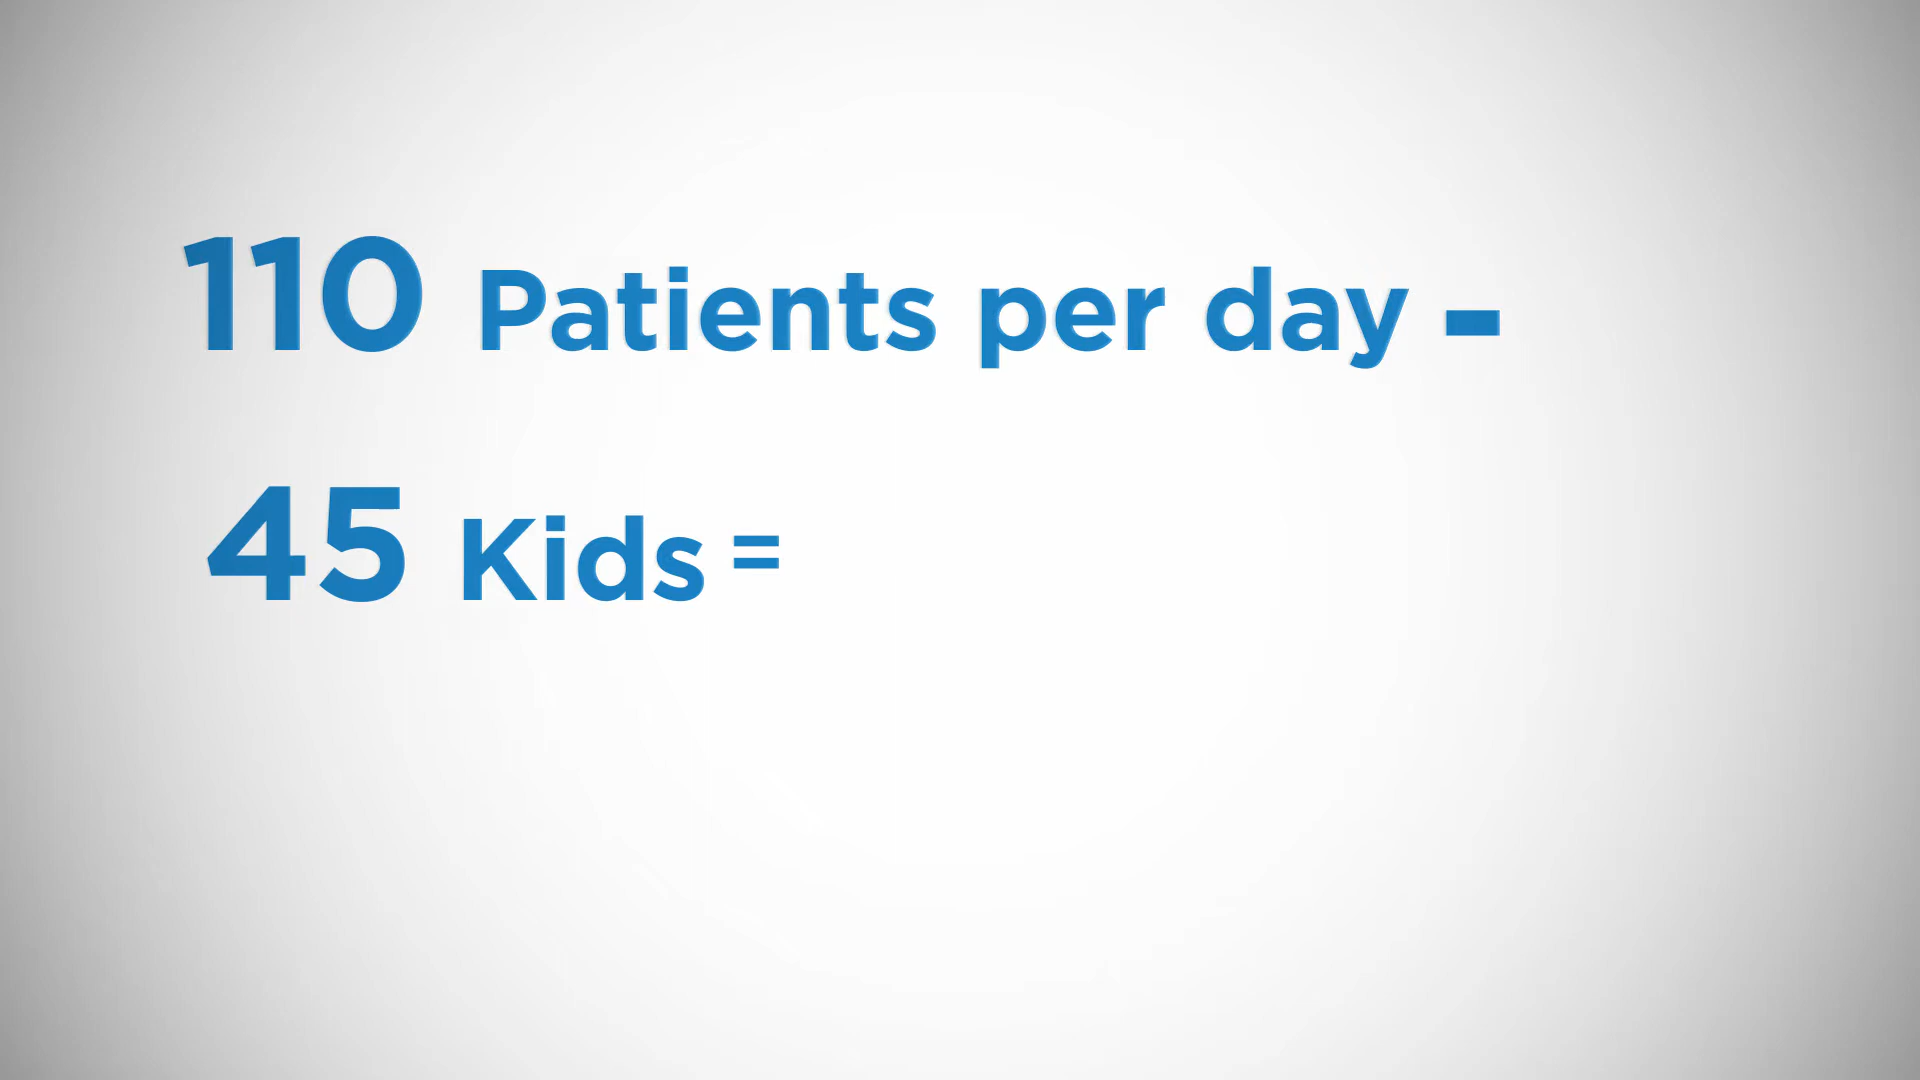 110 Patients per day -
45 Kids =